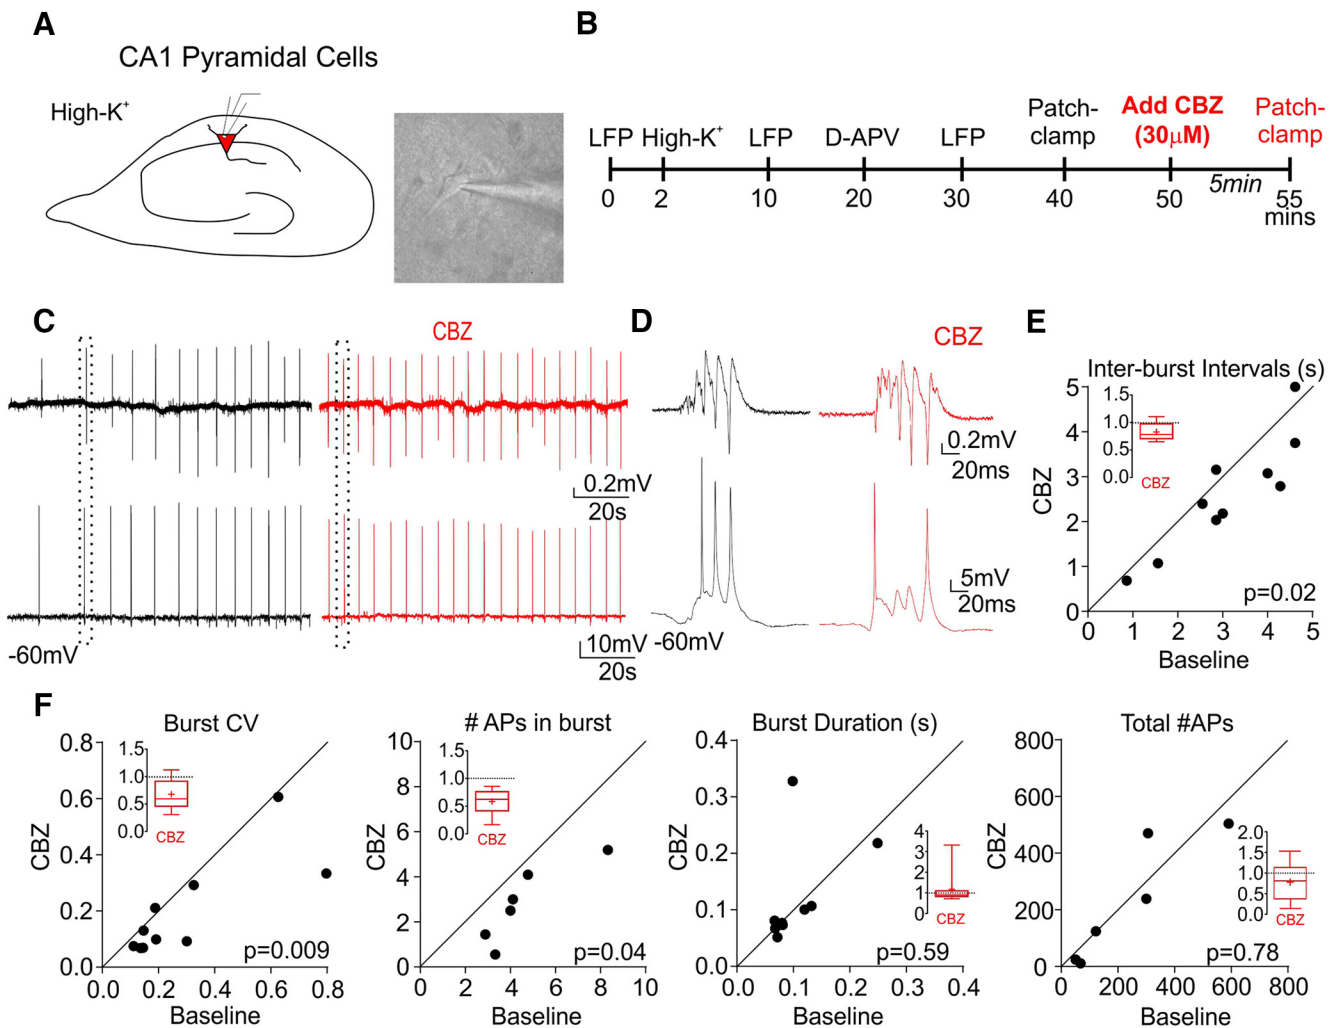 A
CA1 Pyramidal Cells
High-K+
B
LFP High-K+ LFP D-APV LFP Patch-clamp Add CBZ (30µM) Patch-clamp
5min
0 2 10 20 30 40 50 55
mins
C
CBZ
0.2mV
20s
-60mV
10mV
20s
D
CBZ
0.2mV
20ms
5mV
20ms
-60mV
E
Inter-burst Intervals (s)
5
4
3
2
1
0
CBZ
1.5
1.0
0.5
0.0
CBZ
p=0.02
0 1 2 3 4 5
Baseline
F
Burst CV
0.8
0.6
0.4
0.2
0.0
CBZ
1.5
1.0
0.5
0.0
CBZ
p=0.009
0.0 0.2 0.4 0.6 0.8
Baseline
# APs in burst
10
8
6
4
2
0
CBZ
1.5
1.0
0.5
0.0
CBZ
p=0.04
0 2 4 6 8 10
Baseline
Burst Duration (s)
0.4
0.3
0.2
0.1
0.0
CBZ
4
3
2
1
0
CBZ
p=0.59
0.0 0.1 0.2 0.3 0.4
Baseline
Total #APs
800
600
400
200
0
CBZ
2.0
1.5
1.0
0.5
0.0
CBZ
p=0.78
0 200 400 600 800
Baseline